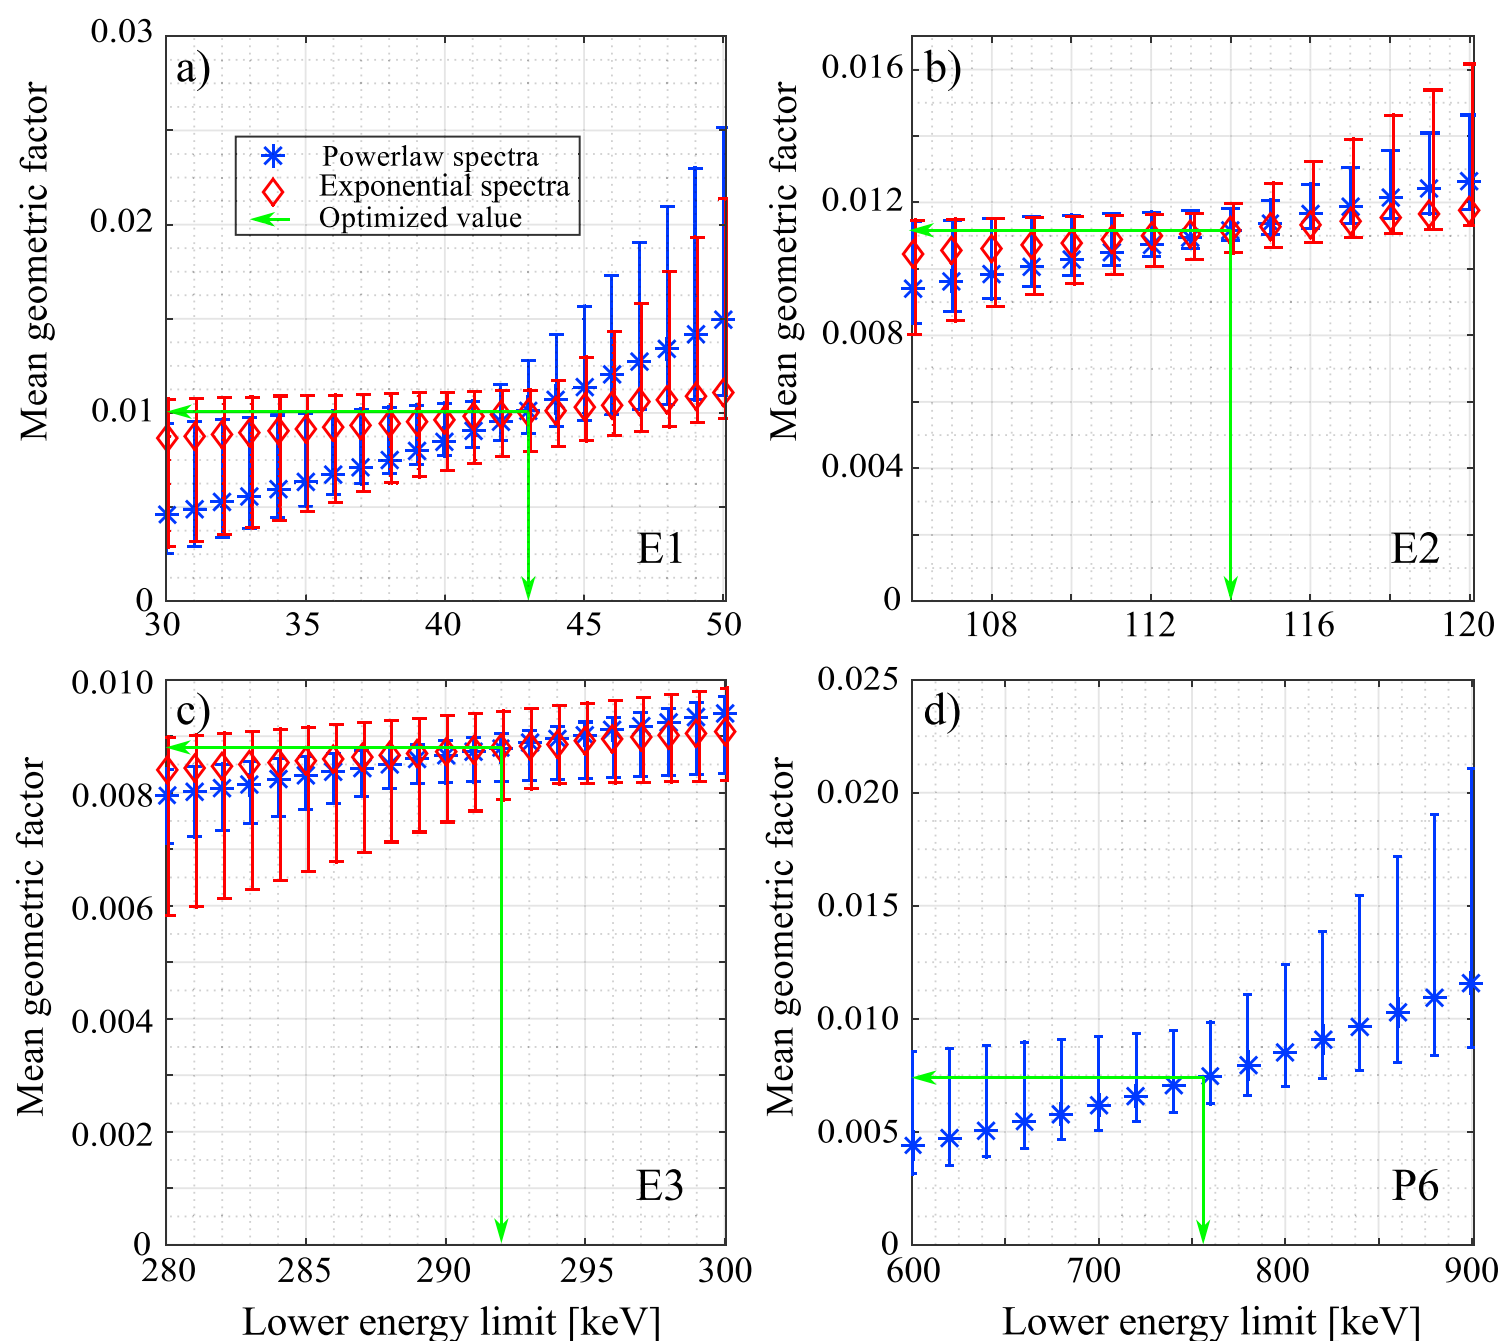 a)
Mean geometric factor
0.03
0.02
0.01
0
Powerlaw spectra
Exponential spectra
Optimized value
E1
30 35 40 45 50
b)
Mean geometric factor
0.016
0.012
0.008
0.004
0
E2
108 112 116 120
c)
Mean geometric factor
0.010
0.008
0.006
0.004
0.002
0
E3
280 285 290 295 300
Lower energy limit [keV]
d)
Mean geometric factor
0.025
0.020
0.015
0.010
0.005
0
P6
600 700 800 900
Lower energy limit [keV]